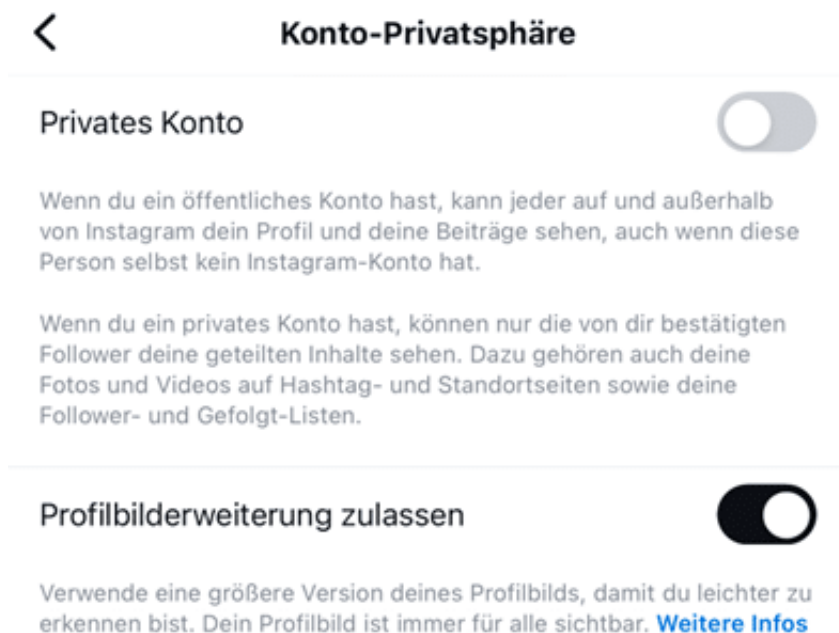 Konto-Privatsphäre
Privates Konto
Wenn du ein öffentliches Konto hast, kann jeder auf und außerhalb
von Instagram dein Profil und deine Beiträge sehen, auch wenn diese
Person selbst kein Instagram-Konto hat.
Wenn du ein privates Konto hast, können nur die von dir bestätigten
Follower deine geteilten Inhalte sehen. Dazu gehören auch deine
Fotos und Videos auf Hashtag- und Standortseiten sowie deine
Follower- und Gefolgt-Listen.
Profilbilderweiterung zulassen
Verwende eine größere Version deines Profilbilds, damit du leichter zu
erkennen bist. Dein Profilbild ist immer für alle sichtbar. Weitere Infos